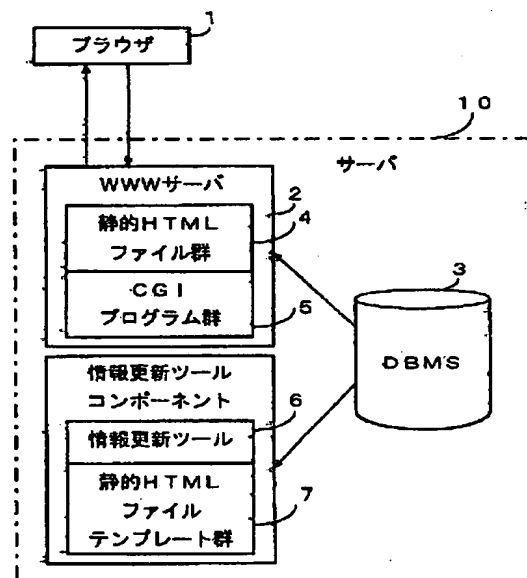 1
ブラウザ
10
サーバ
WWWサーバ
2
静的HTML
ファイル群
4
CGI
プログラム群
5
3
DBMS
情報更新ツール
コンポーネント
6
情報更新ツール
静的HTML
ファイル
テンプレート群
7